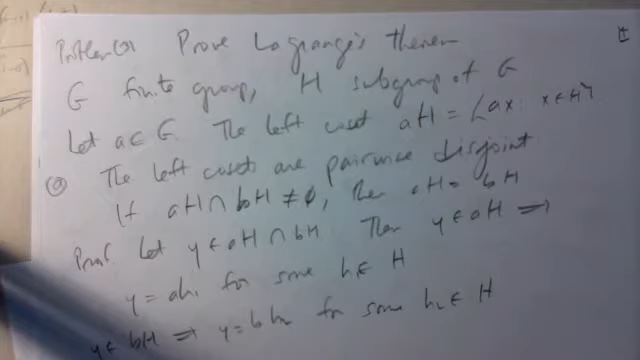 Problem(3) Prove Lagrange's theorem
G finite group, H subgroup of G
Let a ∈ G. The left coset aH = {ax : x ∈ H}
The left cosets are pairwise disjoint
If aH ∩ bH ≠ ∅, then aH = bH
Proof. Let y ∈ aH ∩ bH. Then y ∈ aH ⟹
y = ah₁ for some h ∈ H
y ∈ bH ⟹ y = bh₂ for some h₂ ∈ H